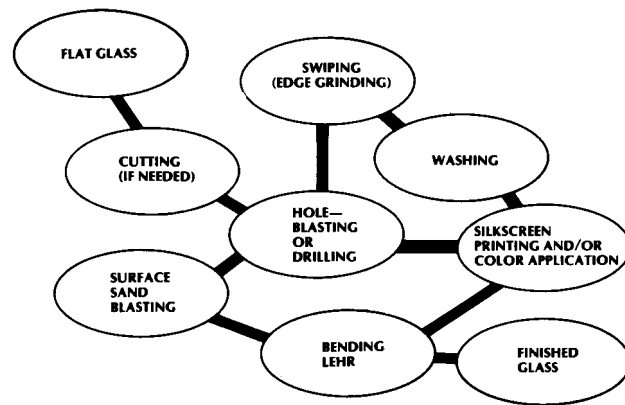 FLAT GLASS
SWIPING
(EDGE GRINDING)
CUTTING
(IF NEEDED)
WASHING
HOLE—
BLASTING
OR
DRILLING
SILKSCREEN
PRINTING AND/OR
COLOR APPLICATION
SURFACE
SAND
BLASTING
BENDING
LEHR
FINISHED
GLASS